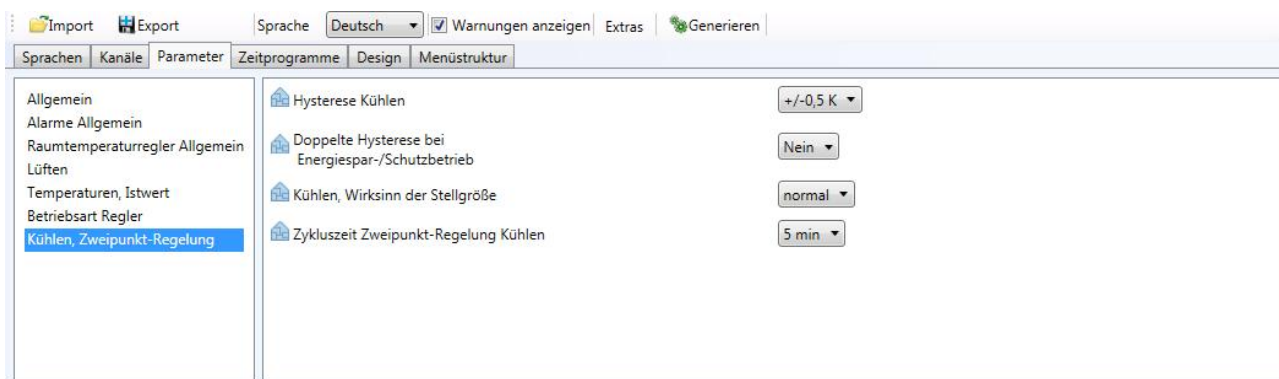 Import Export Sprache Deutsch Warnungen anzeigen Extras Generieren
Sprachen Kanäle Parameter Zeitprogramme Design Menüstruktur
Allgemein
Alarme Allgemein
Raumtemperaturregler Allgemein
Lüften
Temperaturen, Istwert
Betriebsart Regler
Kühlen, Zweipunkt-Regelung
Hysterese Kühlen +/-0,5 K
Doppelte Hysterese bei
Energiespar-/Schutzbetrieb Nein
Kühlen, Wirksinn der Stellgröße normal
Zykluszeit Zweipunkt-Regelung Kühlen 5 min